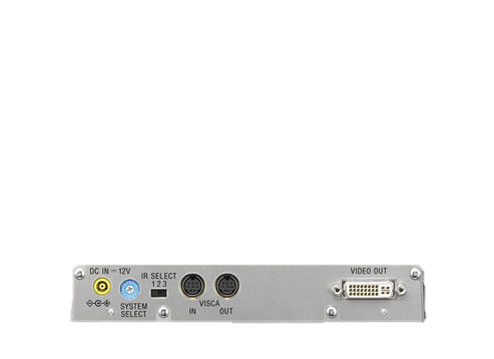 DC IN ⎓ 12V
IR SELECT
1 2 3
SYSTEM
SELECT
VISCA
IN OUT
VIDEO OUT